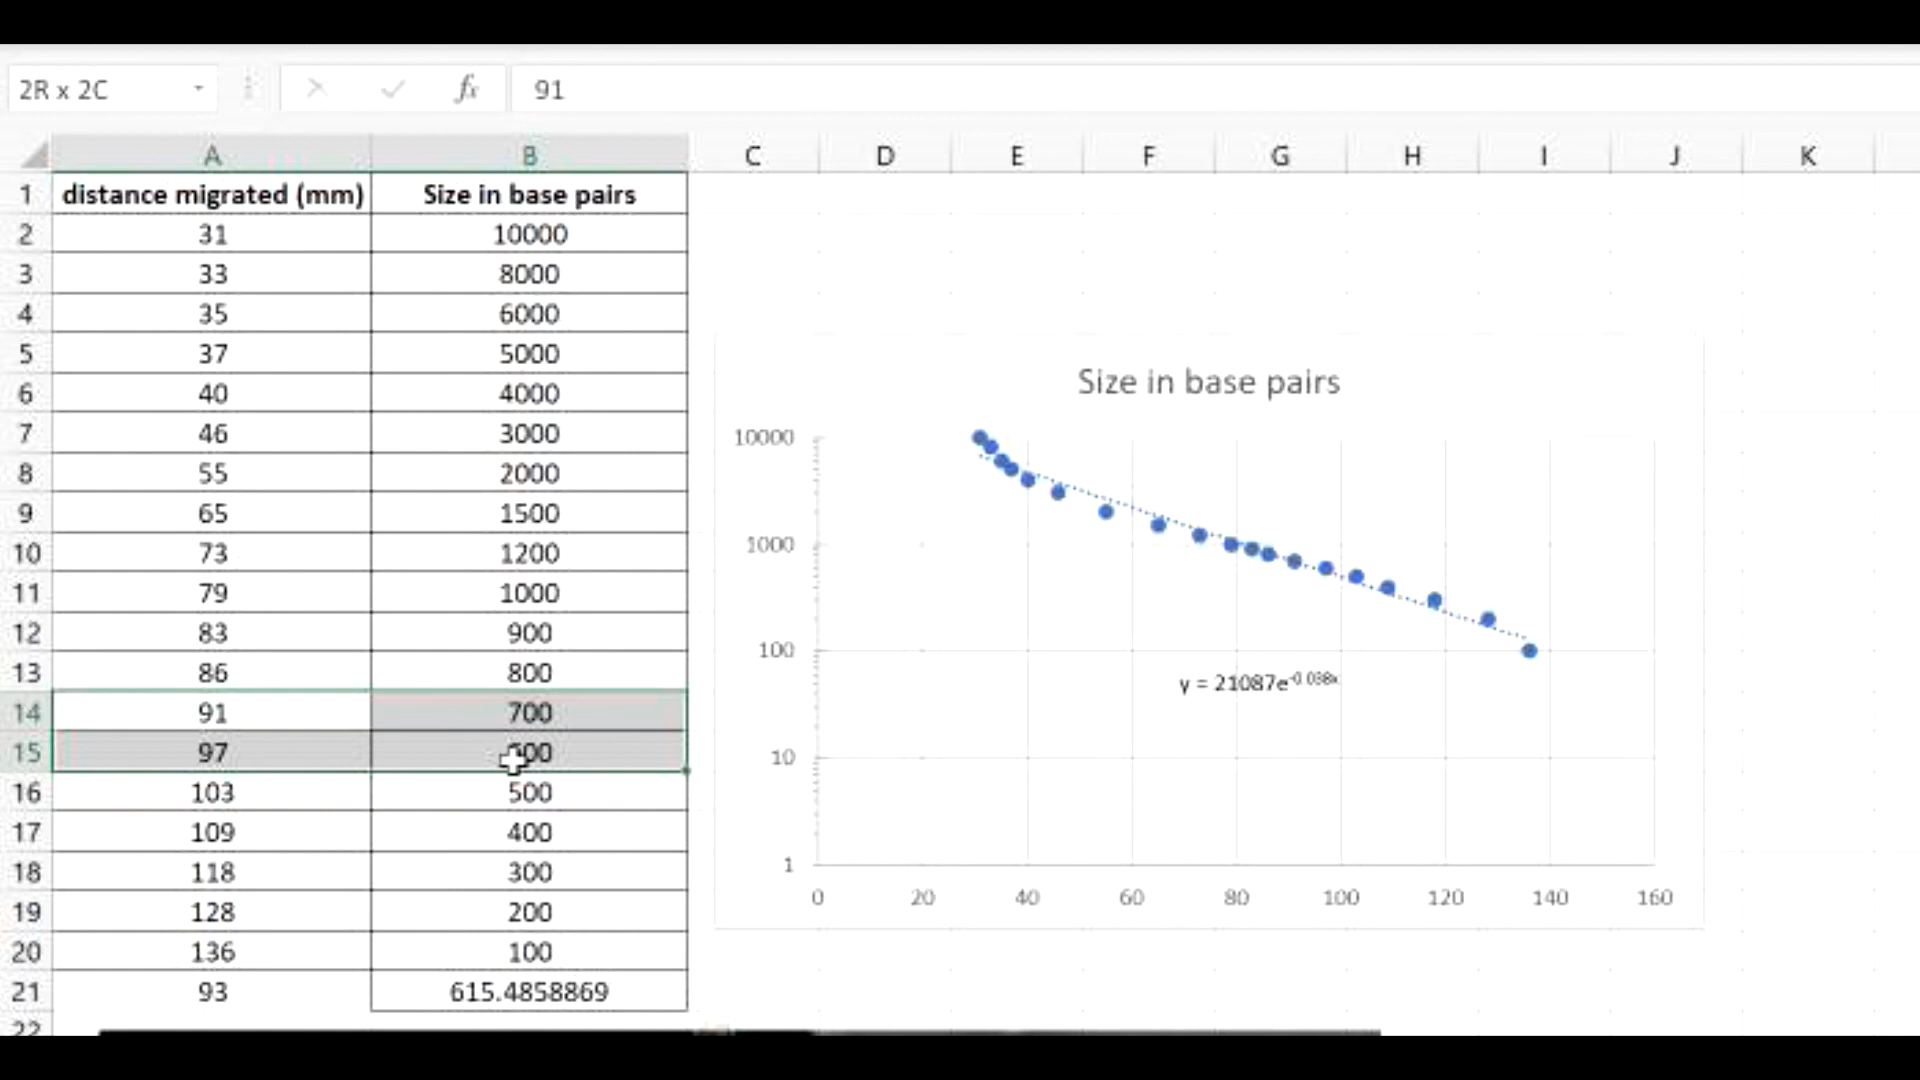 2R x 2C fx 91
A B C D E F G H I J K
1 distance migrated (mm) Size in base pairs
2 31 10000
3 33 8000
4 35 6000
5 37 5000
6 40 4000
7 46 3000
8 55 2000
9 65 1500
10 73 1200
11 79 1000
12 83 900
13 86 800
14 91 700
15 97
16 103 500
17 109 400
18 118 300
19 128 200
20 136 100
21 93 615.4858869
22
Size in base pairs
10000
1000
100
10
1
y = 21087e-0.038x
0 20 40 60 80 100 120 140 160